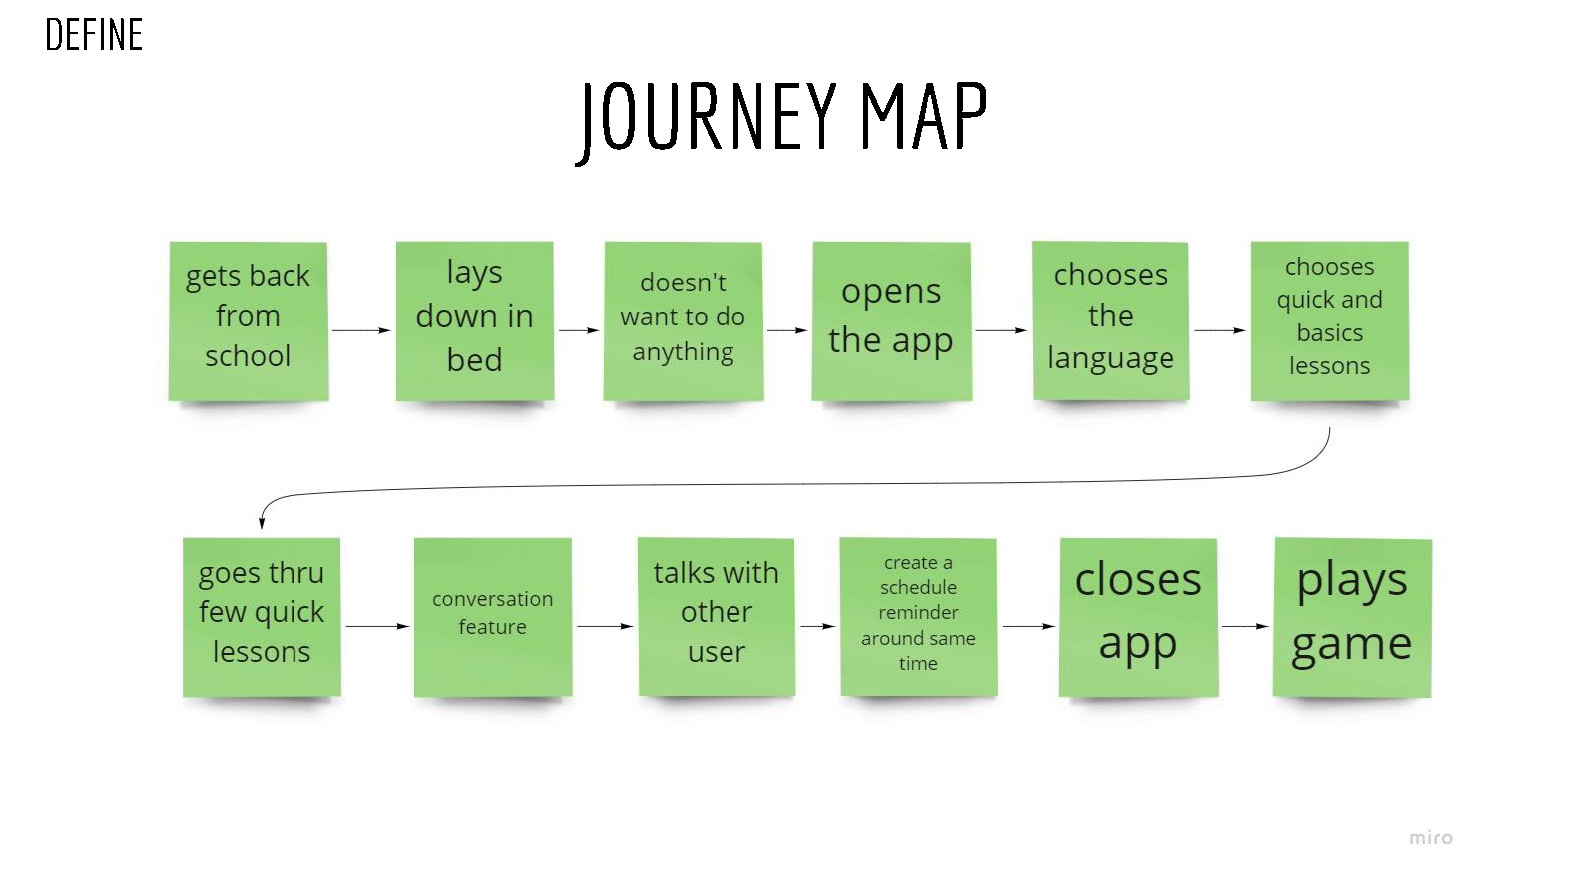 DEFINE
JOURNEY MAP
gets back
from
school
lays
down in
bed
doesn't
want to do
anything
opens
the app
chooses
the
language
chooses
quick and
basics
lessons
goes thru
few quick
lessons
conversation
feature
talks with
other
user
create a
schedule
reminder
around same
time
closes
app
plays
game
miro